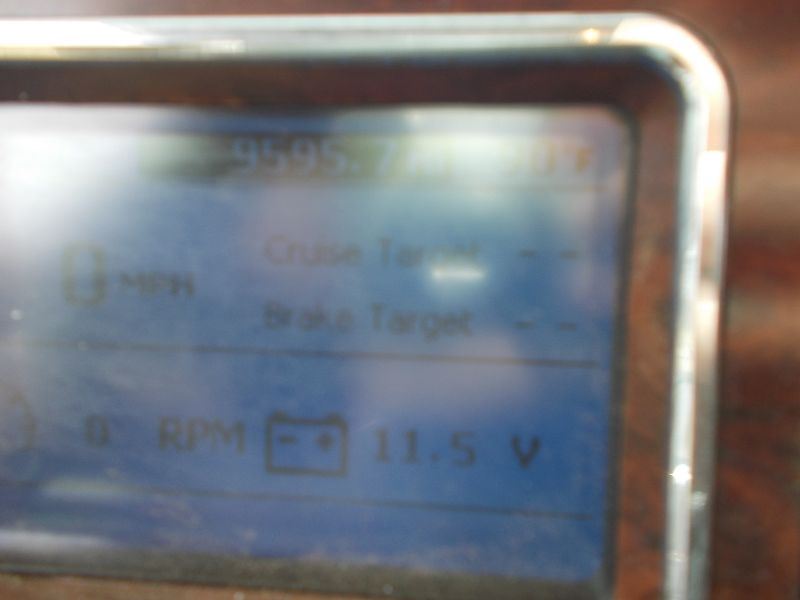 9595.7
Cruise Target --
0 MPH
Brake Target --
0 RPM - + 11.5 V